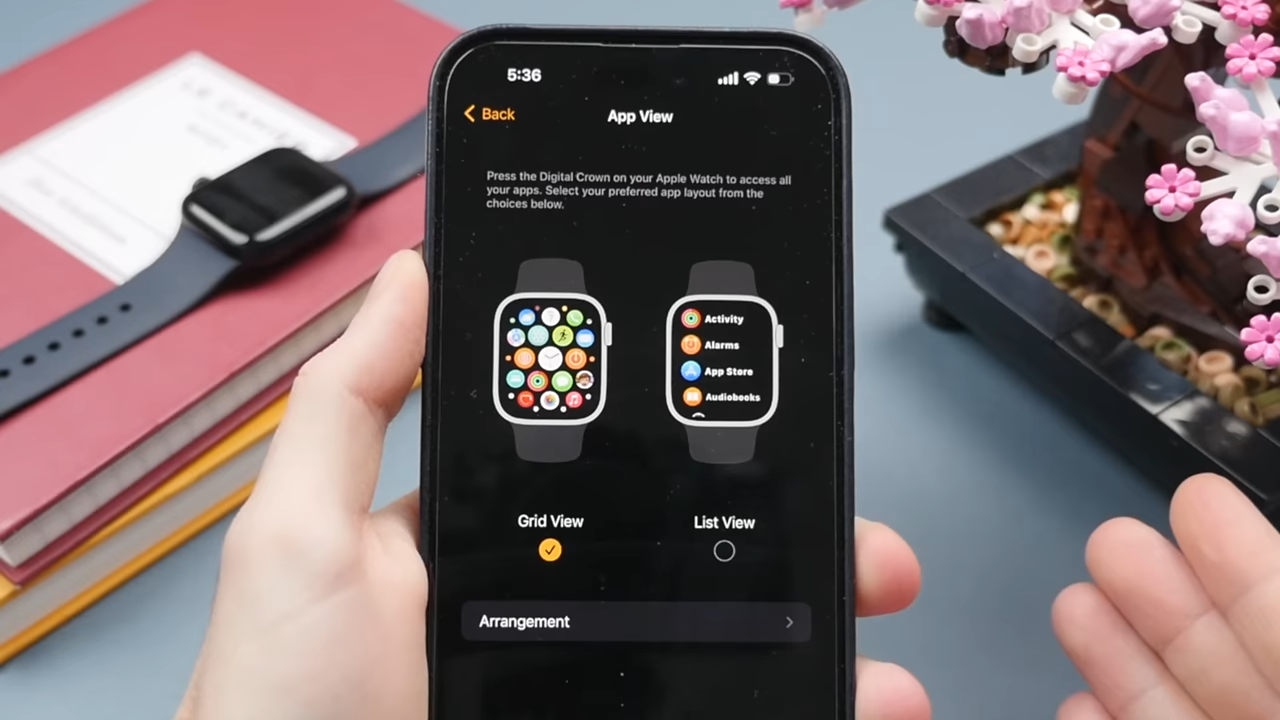 5:36
Back
App View
Press the Digital Crown on your Apple Watch to access all
your apps. Select your preferred app layout from the
choices below.
Activity
Alarms
App Store
Audiobooks
Grid View
List View
Arrangement